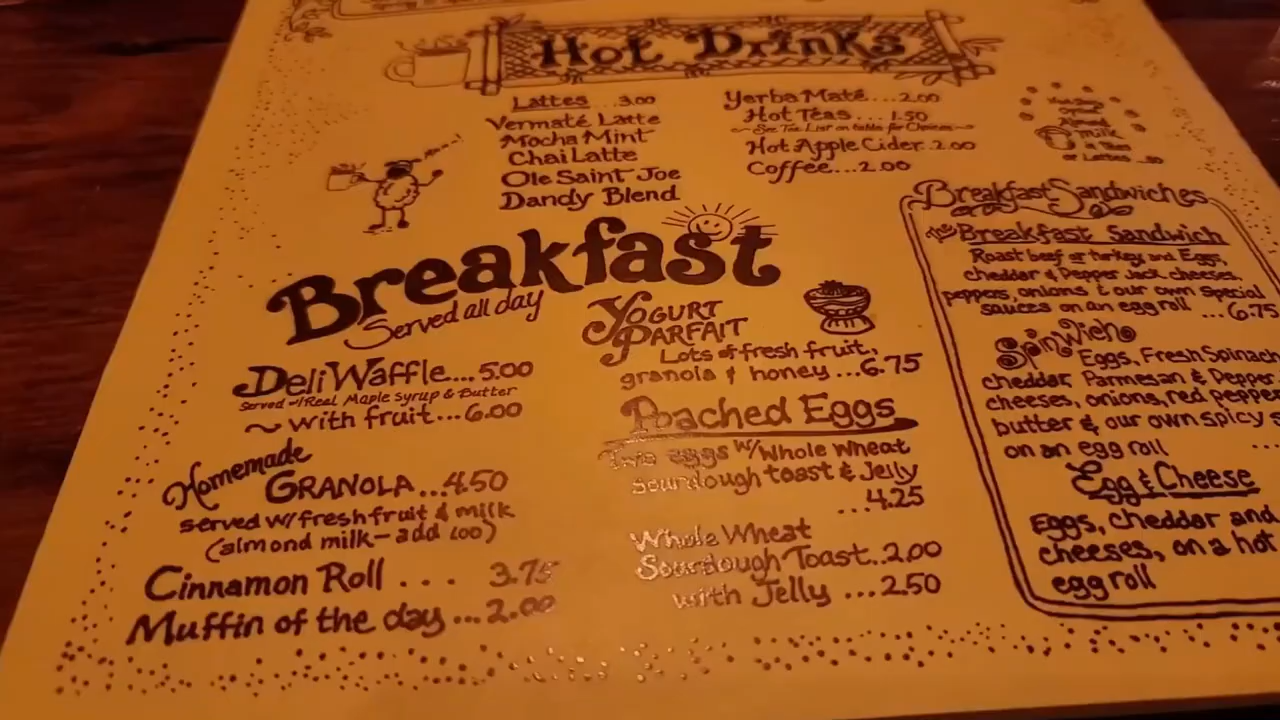 Hot Drinks
Lattes...3.00
Vermaté Latte
Mocha Mint
Chai Latte
Ole Saint Joe
Dandy Blend
Yerba Maté....2.00
Hot Teas... 1.50
~ See Tea List on table for Choices ~
Hot Apple Cider..2.00
Coffee....2.00
Milk
or Lattes
Breakfast
Served all day
Deli Waffle.... 5.00
Served w/Real Maple Syrup & Butter
~ with fruit...6.00
Homemade
GRANOLA...4.50
served w/fresh fruit & milk
(almond milk-add 1.00)
Cinnamon Roll . . . 3.75
Muffin of the day...2.00
YOGURT
PARFAIT
Lots of fresh fruit,
granola & honey ...6.75
Poached Eggs
Two eggs w/Whole Wheat
Sourdough toast & Jelly
...4.25
Whole Wheat
Sourdough Toast..2.00
with Jelly ...2.50
Breakfast Sandwiches
The Breakfast Sandwich
Roast beef or turkey and Eggs,
cheddar & Pepper Jack cheeses,
peppers, onions & our own special
sauces on an egg roll ...6.75
Spinwich
Eggs, Fresh Spinach
cheddar, Parmesan & Pepper
cheeses, onions, red pepper
butter & our own spicy s
on an egg roll ...
Egg & Cheese
Eggs, cheddar and
cheeses, on a hot
egg roll